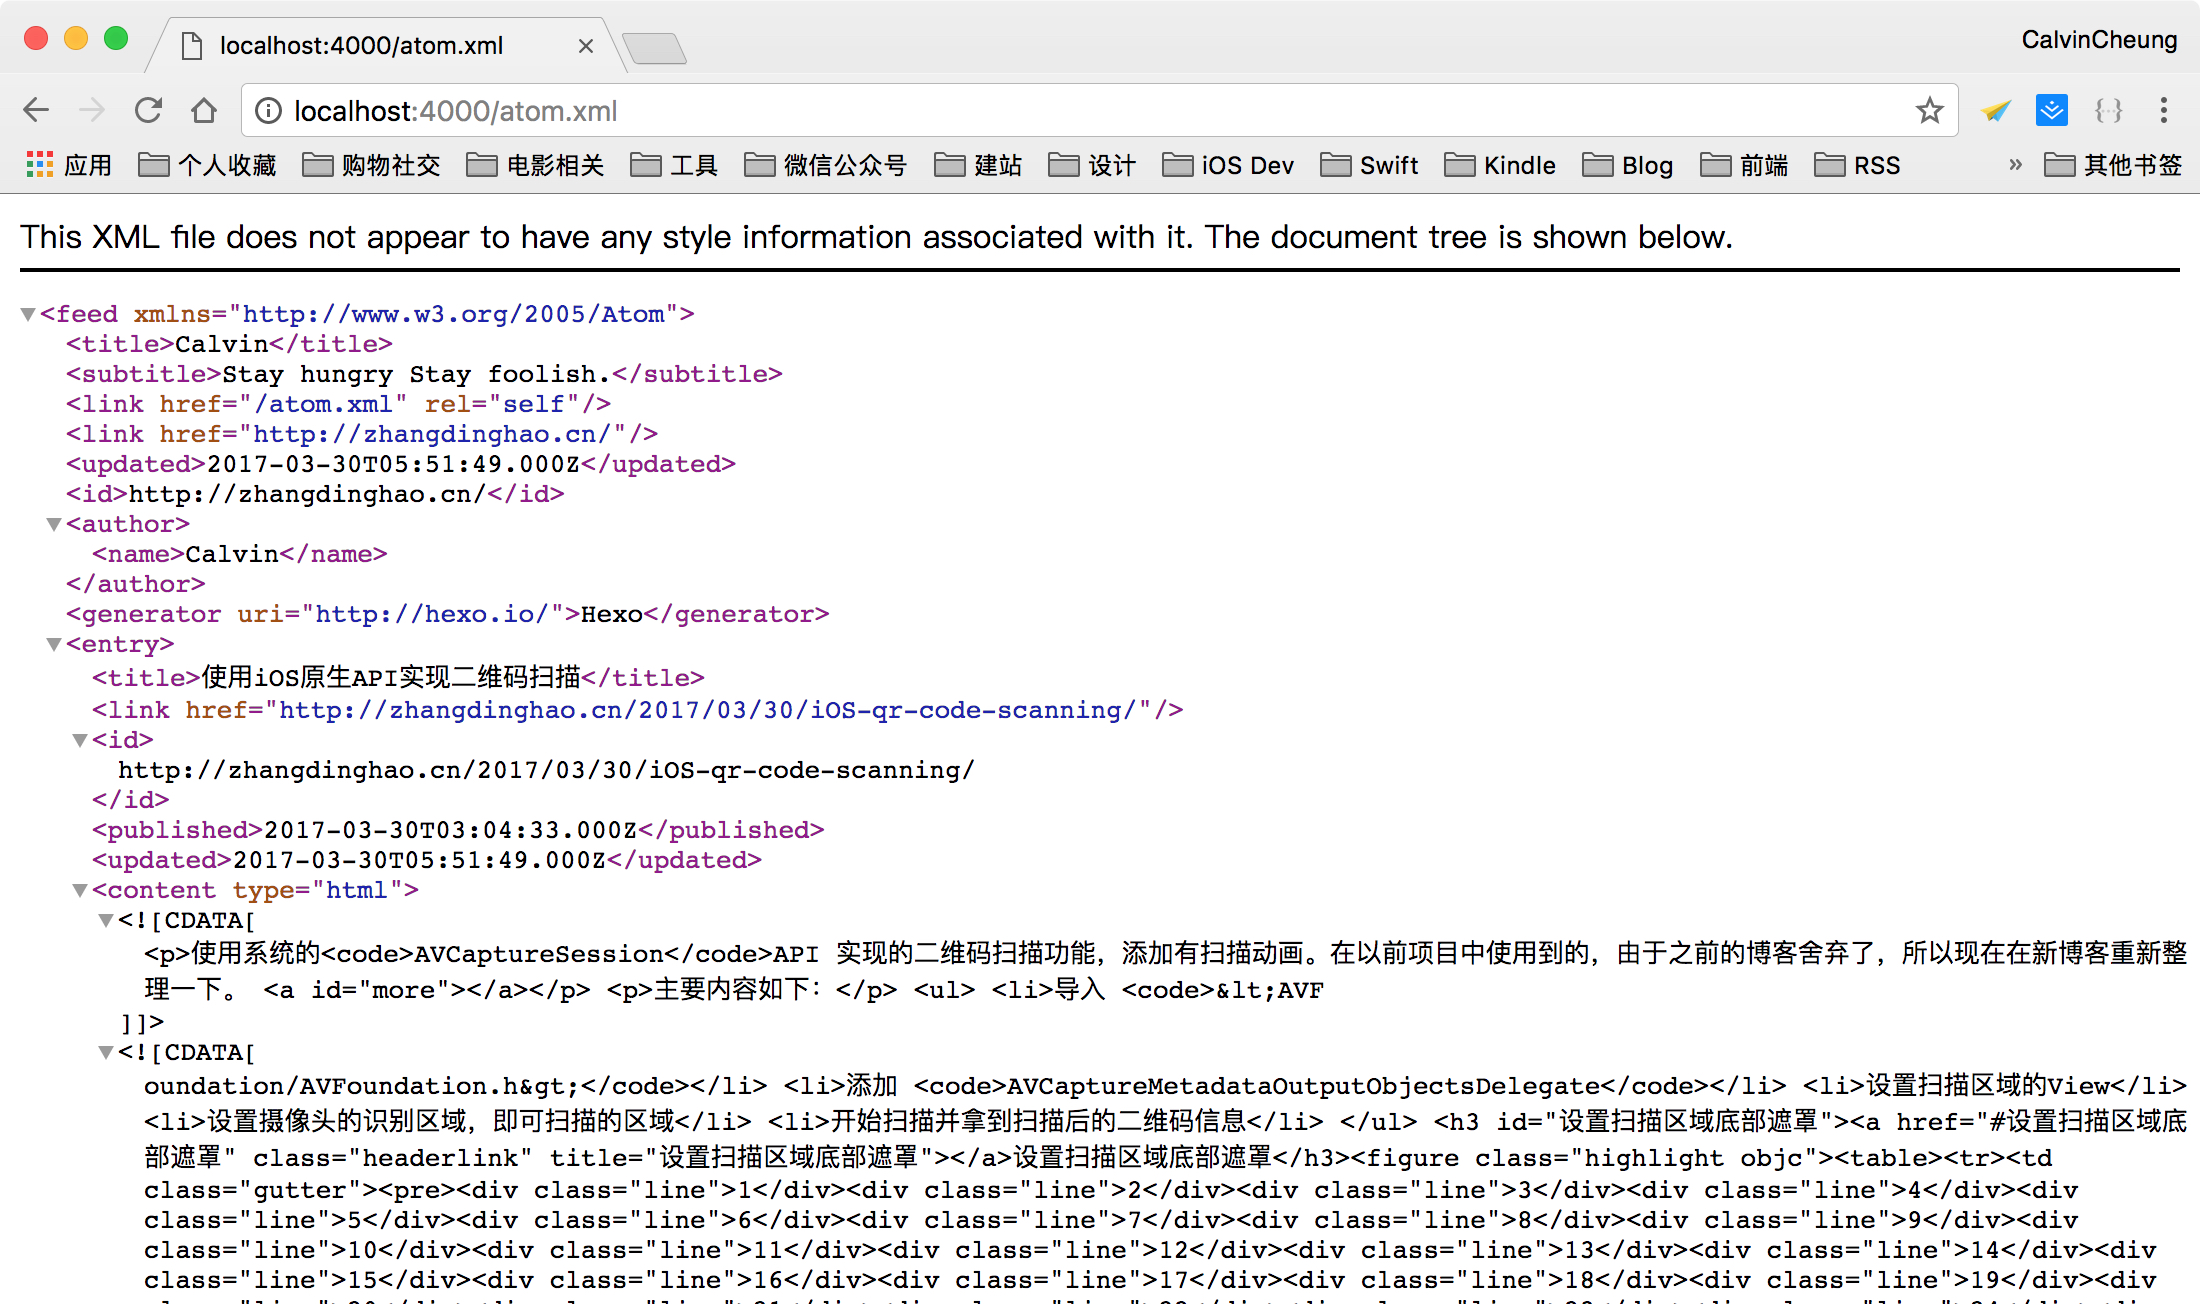 localhost:4000/atom.xml
CalvinCheung
localhost:4000/atom.xml
应用 个人收藏 购物社交 电影相关 工具 微信公众号 建站 设计 iOS Dev Swift Kindle Blog 前端 RSS » 其他书签
This XML file does not appear to have any style information associated with it. The document tree is shown below.
<feed xmlns="http://www.w3.org/2005/Atom">
<title>Calvin</title>
<subtitle>Stay hungry Stay foolish.</subtitle>
<link href="/atom.xml" rel="self"/>
<link href="http://zhangdinghao.cn/"/>
<updated>2017-03-30T05:51:49.000Z</updated>
<id>http://zhangdinghao.cn/</id>
<author>
<name>Calvin</name>
</author>
<generator uri="http://hexo.io/">Hexo</generator>
<entry>
<title>使用iOS原生API实现二维码扫描</title>
<link href="http://zhangdinghao.cn/2017/03/30/iOS-qr-code-scanning/"/>
<id>
http://zhangdinghao.cn/2017/03/30/iOS-qr-code-scanning/
</id>
<published>2017-03-30T03:04:33.000Z</published>
<updated>2017-03-30T05:51:49.000Z</updated>
<content type="html">
<![CDATA[
<p>使用系统的<code>AVCaptureSession</code>API 实现的二维码扫描功能，添加有扫描动画。在以前项目中使用到的，由于之前的博客舍弃了，所以现在在新博客重新整
理一下。 <a id="more"></a></p> <p>主要内容如下：</p> <ul> <li>导入 <code>&lt;AVF
]]>
<![CDATA[
oundation/AVFoundation.h&gt;</code></li> <li>添加 <code>AVCaptureMetadataOutputObjectsDelegate</code></li> <li>设置扫描区域的View</li>
<li>设置摄像头的识别区域，即可扫描的区域</li> <li>开始扫描并拿到扫描后的二维码信息</li> </ul> <h3 id="设置扫描区域底部遮罩"><a href="#设置扫描区域底
部遮罩" class="headerlink" title="设置扫描区域底部遮罩"></a>设置扫描区域底部遮罩</h3><figure class="highlight objc"><table><tr><td
class="gutter"><pre><div class="line">1</div><div class="line">2</div><div class="line">3</div><div class="line">4</div><div
class="line">5</div><div class="line">6</div><div class="line">7</div><div class="line">8</div><div class="line">9</div><div
class="line">10</div><div class="line">11</div><div class="line">12</div><div class="line">13</div><div class="line">14</div><div
class="line">15</div><div class="line">16</div><div class="line">17</div><div class="line">18</div><div class="line">19</div><div